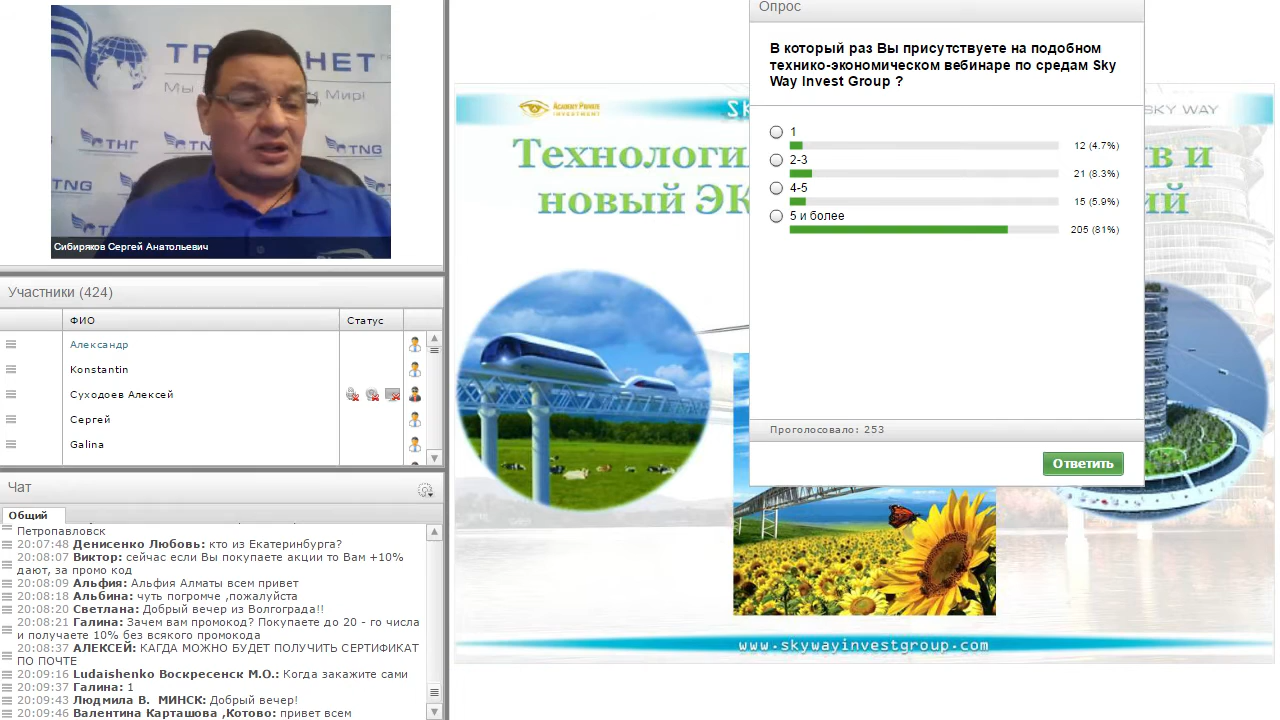 ТНГ
TNG
TNG
Сибиряков Сергей Анатольевич
Участники (424)
ФИО
Статус
Александр
Konstantin
Суходоев Алексей
Сергей
Galina
Чат
Общий
Петропавловск
20:07:48 Денисенко Любовь: кто из Екатеринбурга?
20:08:07 Виктор: сейчас если Вы покупаете акции то Вам +10%
дают, за промо код
20:08:09 Альфия: Альфия Алматы всем привет
20:08:18 Альбина: чуть погромче ,пожалуйста
20:08:20 Светлана: Добрый вечер из Волгограда!!
20:08:21 Галина: Зачем вам промокод? Покупаете до 20 - го числа
и получаете 10% без всякого промокода
20:08:37 АЛЕКСЕЙ: КАГДА МОЖНО БУДЕТ ПОЛУЧИТЬ СЕРТИФИКАТ
ПО ПОЧТЕ
20:09:16 Ludaishenko Воскресенск М.О.: Когда закажите сами
20:09:37 Галина: 1
20:09:43 Людмила В. МИНСК: Добрый вечер!
20:09:46 Валентина Карташова ,Котово: привет всем
Опрос
В который раз Вы присутствуете на подобном
технико-экономическом вебинаре по средам Sky
Way Invest Group ?
1
12 (4.7%)
2-3
21 (8.3%)
4-5
15 (5.9%)
5 и более
205 (81%)
Проголосовало: 253
Ответить
ACADEMY PRIVATE
INVESTMENT
SKY WAY
новый
www.skywayinvestgroup.com